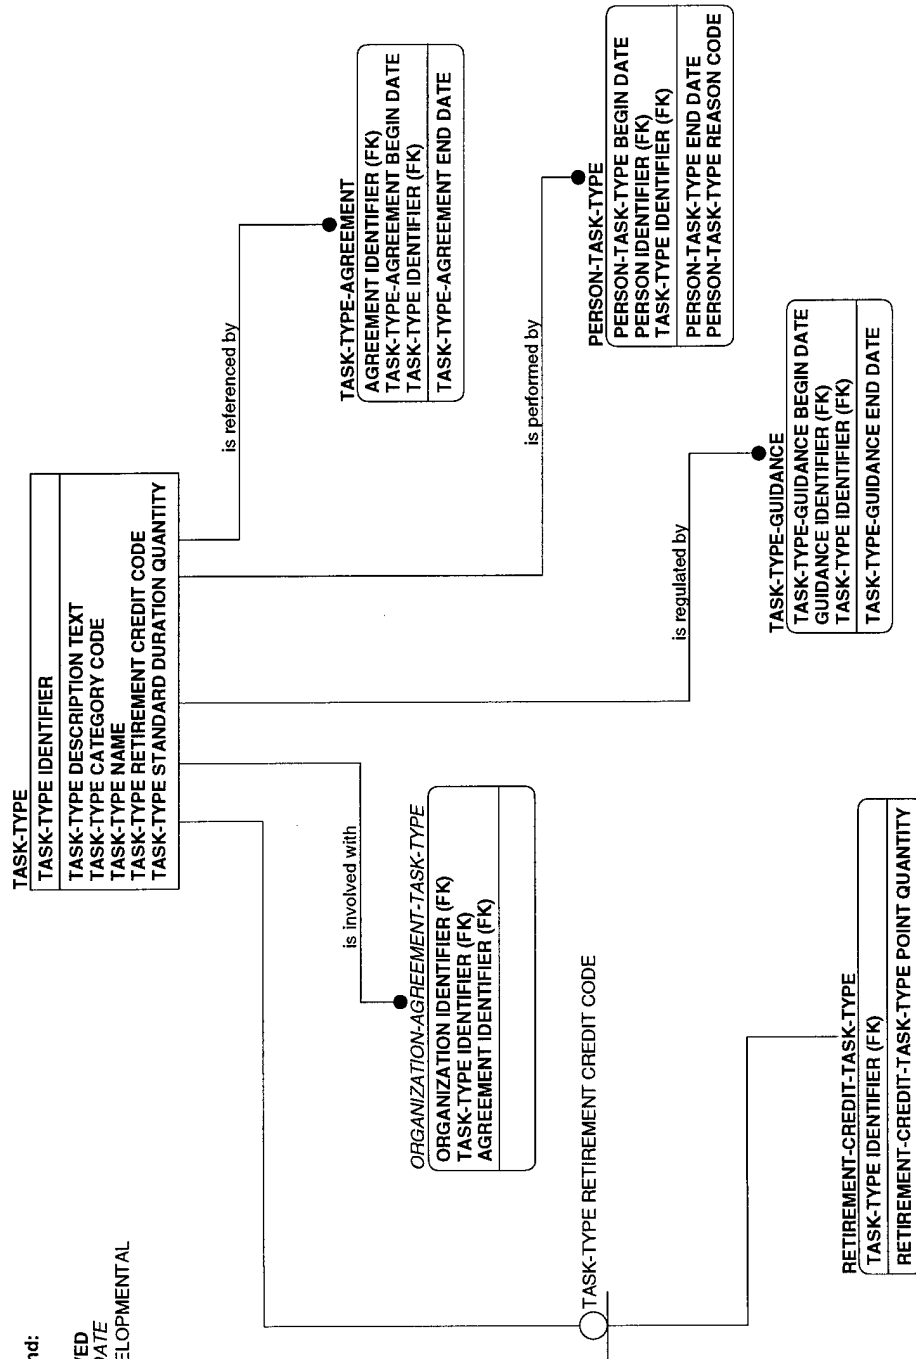 nd:
VED
DATE
ELOPMENTAL
TASK-TYPE
TASK-TYPE IDENTIFIER
TASK-TYPE DESCRIPTION TEXT
TASK-TYPE CATEGORY CODE
TASK-TYPE NAME
TASK-TYPE RETIREMENT CREDIT CODE
TASK-TYPE STANDARD DURATION QUANTITY
is referenced by
TASK-TYPE-AGREEMENT
AGREEMENT IDENTIFIER (FK)
TASK-TYPE-AGREEMENT BEGIN DATE
TASK-TYPE IDENTIFIER (FK)
TASK-TYPE-AGREEMENT END DATE
is involved with
ORGANIZATION-AGREEMENT-TASK-TYPE
ORGANIZATION IDENTIFIER (FK)
TASK-TYPE IDENTIFIER (FK)
AGREEMENT IDENTIFIER (FK)
is performed by
PERSON-TASK-TYPE
PERSON-TASK-TYPE BEGIN DATE
PERSON IDENTIFIER (FK)
TASK-TYPE IDENTIFIER (FK)
PERSON-TASK-TYPE END DATE
PERSON-TASK-TYPE REASON CODE
TASK-TYPE RETIREMENT CREDIT CODE
is regulated by
TASK-TYPE-GUIDANCE
TASK-TYPE-GUIDANCE BEGIN DATE
GUIDANCE IDENTIFIER (FK)
TASK-TYPE IDENTIFIER (FK)
TASK-TYPE-GUIDANCE END DATE
RETIREMENT-CREDIT-TASK-TYPE
TASK-TYPE IDENTIFIER (FK)
RETIREMENT-CREDIT-TASK-TYPE POINT QUANTITY